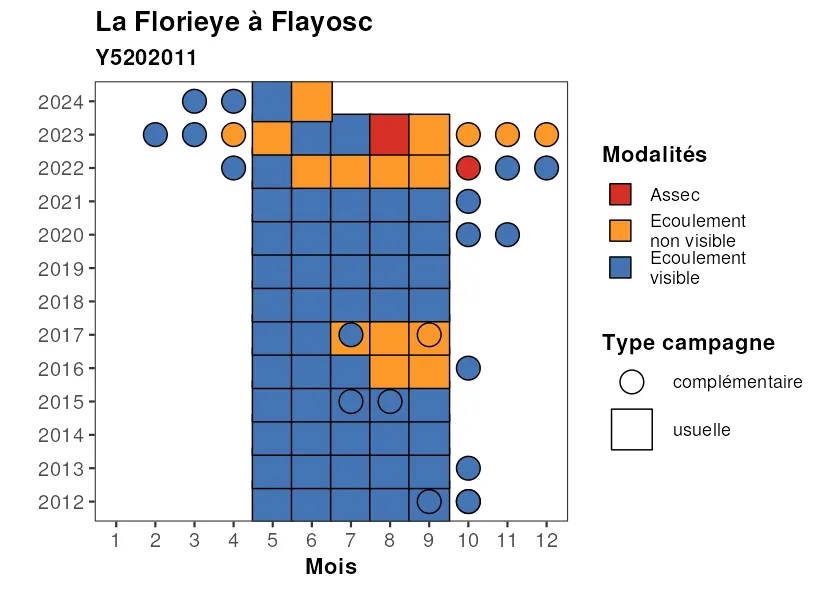 La Florieye à Flayosc
Y5202011
2024
2023
2022
2021
2020
2019
2018
2017
2016
2015
2014
2013
2012
1 2 3 4 5 6 7 8 9 10 11 12
Mois
Modalités
Assec
Ecoulement
non visible
Ecoulement
visible
Type campagne
complémentaire
usuelle